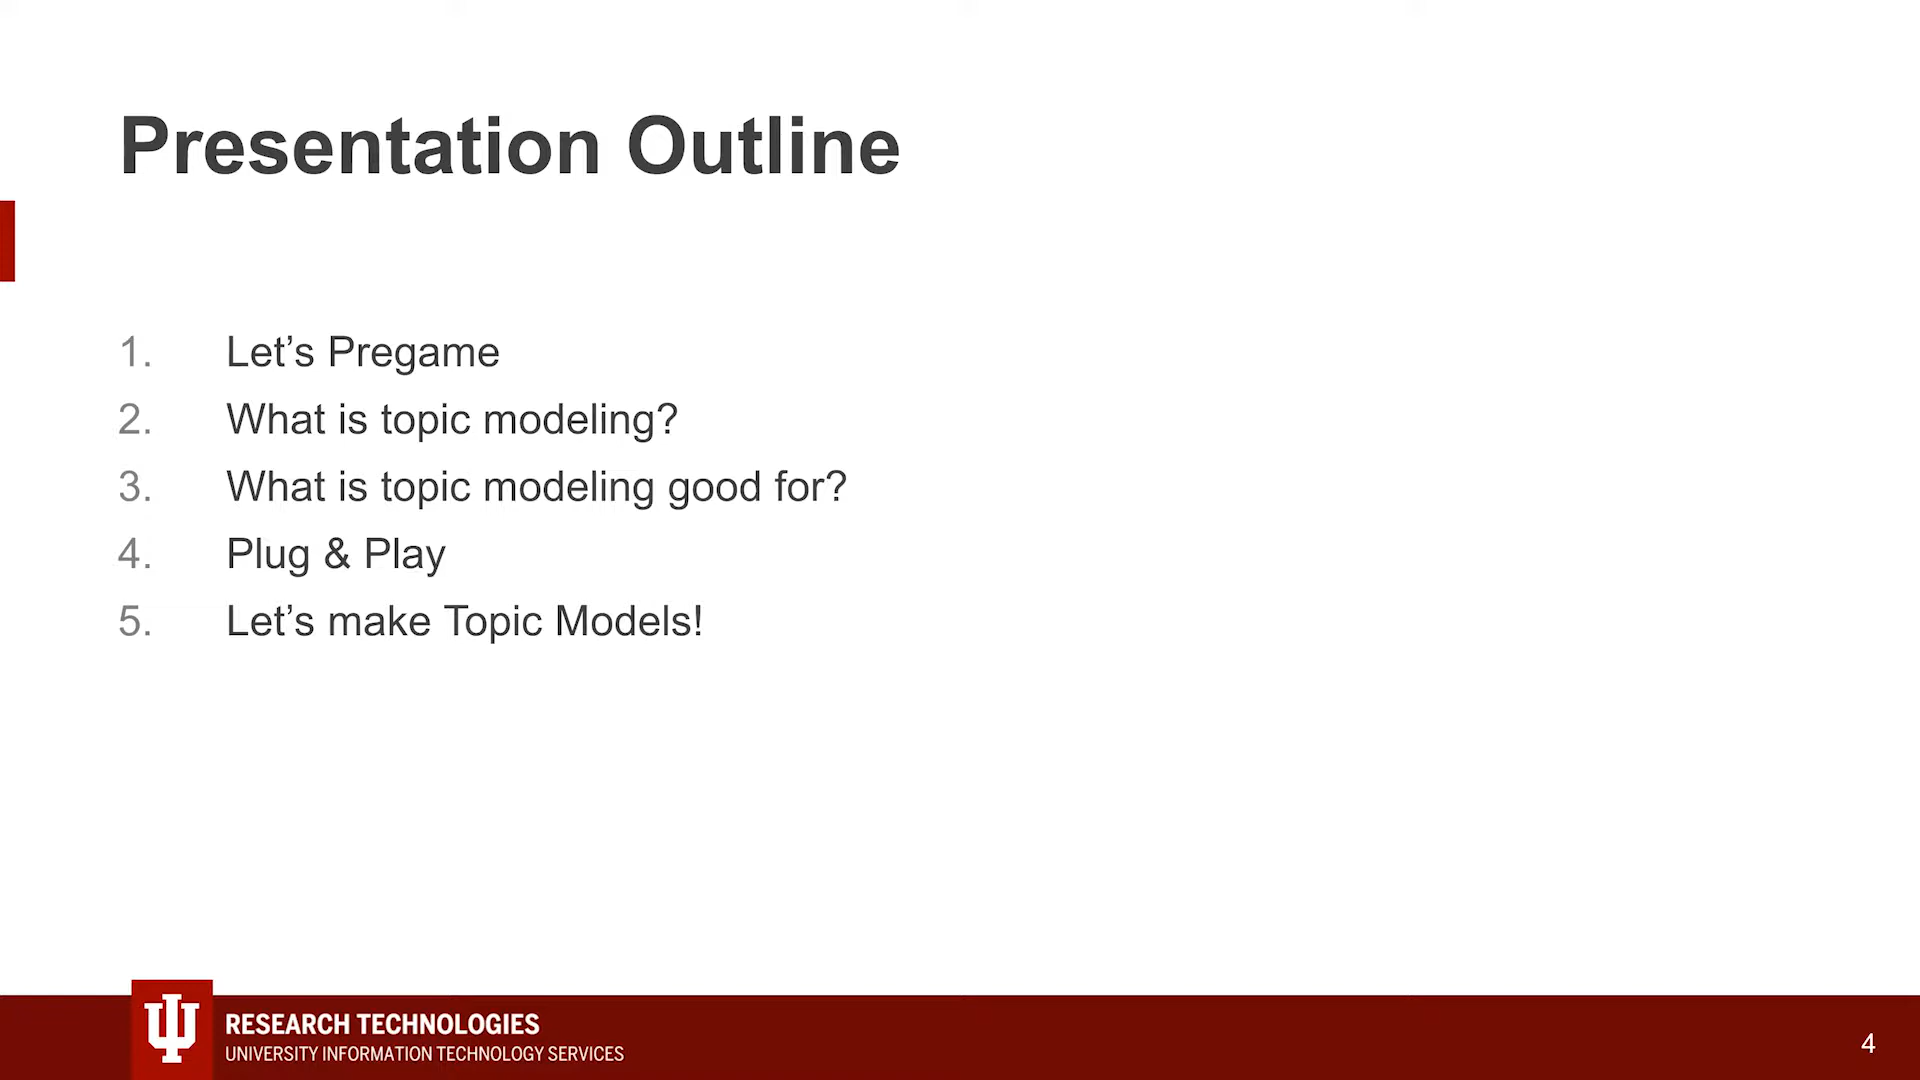 Presentation Outline
1. Let’s Pregame
2. What is topic modeling?
3. What is topic modeling good for?
4. Plug & Play
5. Let’s make Topic Models!
RESEARCH TECHNOLOGIES
UNIVERSITY INFORMATION TECHNOLOGY SERVICES
4